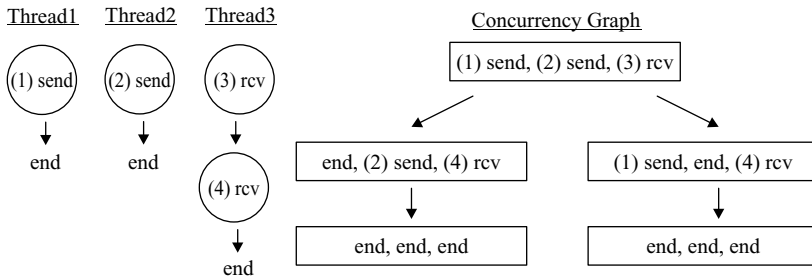 Thread1 Thread2 Thread3
(1) send (2) send (3) rcv
end end
(4) rcv
end
Concurrency Graph
(1) send, (2) send, (3) rcv
end, (2) send, (4) rcv
(1) send, end, (4) rcv
end, end, end
end, end, end